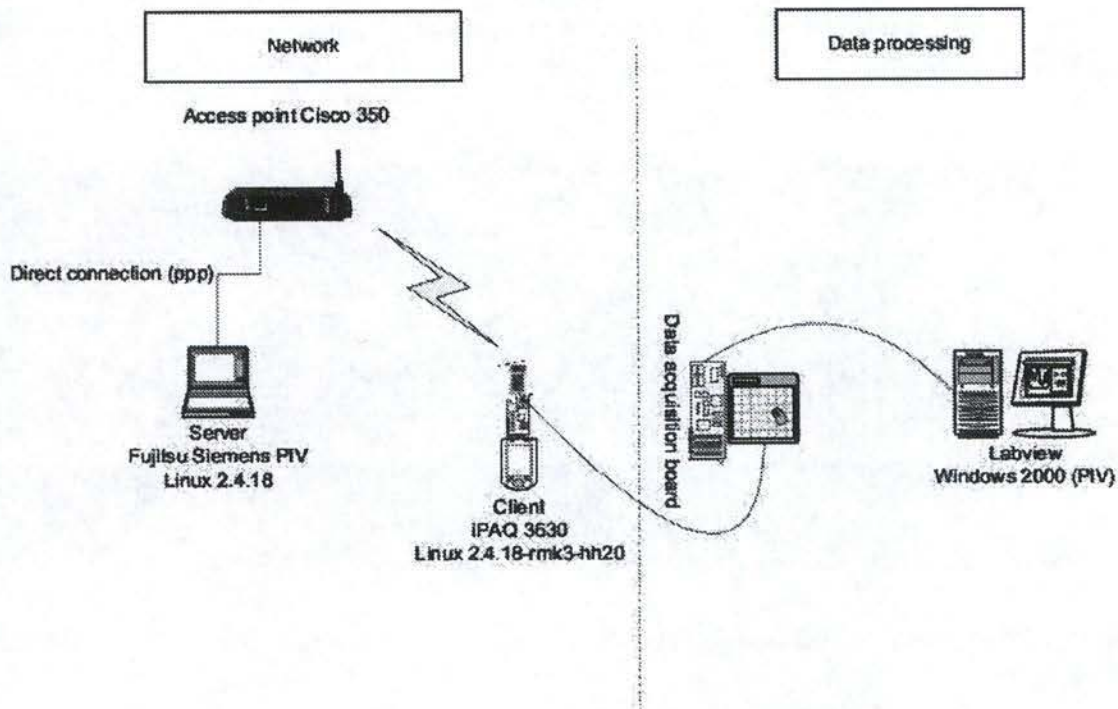 Network
Data processing
Access point Cisco 350
Direct connection (ppp)
Server
Fujitsu Siemens PIV
Linux 2.4.18
Client
iPAQ 3630
Linux 2.4.18-rmk3-hh20
Data acquisition board
Labview
Windows 2000 (PIV)